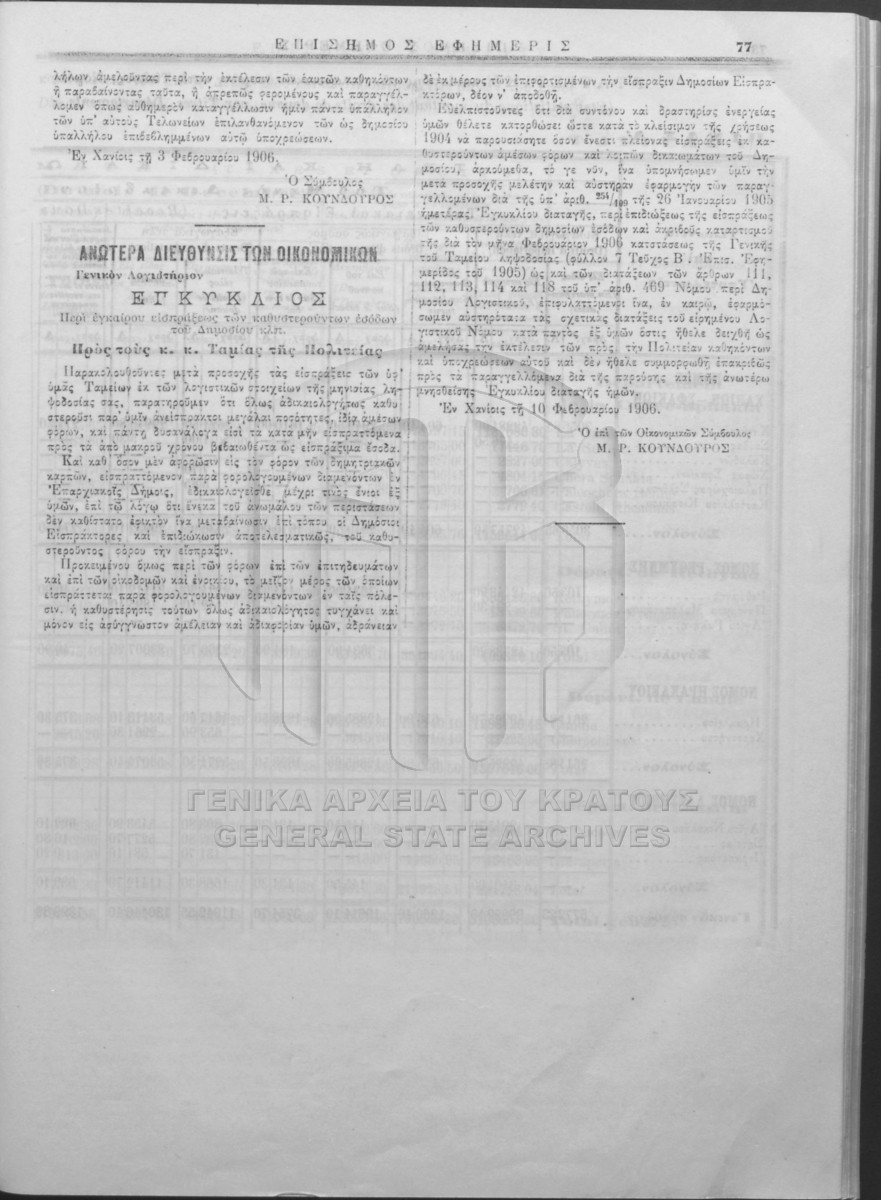 ΕΠΙΣΗΜΟΣ ΕΦΗΜΕΡΙΣ 77
λήλων ἀμελοῦντας περὶ τὴν ἐκτέλεσιν τῶν ἑαυτῶν καθηκόντων
ἢ παραβαίνοντας ταῦτα, ἢ ἀπρεπῶς φερομένους καὶ παραγγέλ-
λομεν ὅπως αὐθημερὸν καταγγέλλωσιν ἡμῖν πάντα ὑπάλληλον
τῶν ὑπ' αὐτοὺς Τελωνείων ἐπιλανθανόμενον τῶν ὡς δημοσίου
ὑπαλλήλου ἐπιβεβλημμένων αὐτῷ ὑποχρεώσεων.
Ἐν Χανίοις τῇ 3 Φεβρουαρίου 1906.
Ὁ Σύμβουλος
Μ. Ρ. ΚΟΥΝΔΟΥΡΟΣ
ΑΝΩΤΕΡΑ ΔΙΕΥΘΥΝΣΙΣ ΤΩΝ ΟΙΚΟΝΟΜΙΚΩΝ
Γενικὸν Λογιστήριον
ΕΓΚΥΚΛΙΟΣ
Περὶ ἐγκαίρου εἰσπράξεως τῶν καθυστερούντων ἐσόδων
τοῦ Δημοσίου κλπ.
Πρὸς τοὺς κ. κ. Ταμίας τῆς Πολιτείας
Παρακολουθοῦντες μετὰ προσοχῆς τὰς εἰσπράξεις τῶν ὑφ'
ὑμᾶς Ταμείων ἐκ τῶν λογιστικῶν στοιχείων τῆς μηνιαίας λη-
ψοδοσίας σας, παρατηροῦμεν ὅτι ὅλως ἀδικαιολογήτως καθυ-
στεροῦσι παρ' ὑμῖν ἀνείσπρακτοι μεγάλαι ποσότητες, ἰδίᾳ ἀμέσων
φόρων, καὶ πάντῃ δυσανάλογα εἰσὶ τὰ κατὰ μῆνα εἰσπραττόμενα
πρὸς τὰ ἀπὸ μακροῦ χρόνου βεβαιωθέντα ὡς εἰσπράξιμα ἔσοδα.
Καὶ καθ' ὅσον μὲν ἀφορῶσιν εἰς τὸν φόρον τῶν δημητριακῶν
καρπῶν, εἰσπραττόμενον παρὰ φορολογουμένων διαμενόντων ἐν
Ἐπαρχιακοῖς Δήμοις, ἐδικαιολογεῖσθε μέχρι τινὸς ἔνιοι ἐξ
ὑμῶν, ἐπὶ τῷ λόγῳ ὅτι ἕνεκα τοῦ ἀνωμάλου τῶν περιστάσεων
δὲν καθίστατο ἐφικτὸν ἵνα μεταβαίνωσιν ἐπὶ τόπου οἱ Δημόσιοι
Εἰσπράκτορες καὶ ἐπιδιώκωσιν ἀποτελεσματικῶς, τοῦ καθυ-
στεροῦντος φόρου τὴν εἴσπραξιν.
Προκειμένου ὅμως περὶ τῶν φόρων ἐπὶ τῶν ἐπιτηδευμάτων
καὶ ἐπὶ τῶν οἰκοδομῶν καὶ ἐνοικίου, τὸ μεῖζον μέρος τῶν ὁποίων
εἰσπράττεται παρὰ φορολογουμένων διαμενόντων ἐν ταῖς πόλε-
σιν, ἡ καθυστέρησις τούτων ὅλως ἀδικαιολόγητος τυγχάνει καὶ
μόνον εἰς ἀσύγγνωστον ἀμέλειαν καὶ ἀδιαφορίαν ὑμῶν, ἀδράνειαν
δὲ ἐκ μέρους τῶν ἐπιφορτισμένων τὴν εἴσπραξιν Δημοσίων Εἰσπρα-
κτόρων, δέον ν' ἀποδοθῇ.
Εὐελπιστοῦντες ὅτι διὰ συντόνου καὶ δραστηρίας ἐνεργείας
ὑμῶν θέλετε κατορθώσει ὥστε κατὰ τὸ κλείσιμον τῆς χρήσεως
1904 νὰ παρουσιάσητε ὅσον ἔνεστι πλείονας εἰσπράξεις ἐκ κα-
θυστερούντων ἀμέσων φόρων καὶ λοιπῶν δικαιωμάτων τοῦ Δη-
μοσίου, ἀρκούμεθα, τό γε νῦν, ἵνα ὑπομνήσωμεν ὑμῖν τὴν
μετὰ προσοχῆς μελέτην καὶ αὐστηρὰν ἐφαρμογὴν τῶν παραγ-
γελλομένων διὰ τῆς ὑπ' ἀριθ. τῆς 26 Ἰανουαρίου 1905
ἡμετέρας Ἐγκυκλίου διαταγῆς, περὶ ἐπιδιώξεως τῆς εἰσπράξεως
τῶν καθυστερούντων δημοσίων ἐσόδων καὶ ἀκριβοῦς καταρτισμοῦ
τῆς διὰ τὸν μῆνα Φεβρουάριον 1906 καταστάσεως τῆς Γενικῆς
τοῦ Ταμείου ληψοδοσίας (φύλλον 7 Τεῦχος Β'. Ἐπισ. Ἐφη-
μερίδος τοῦ 1905) ὡς καὶ τῶν διατάξεων τῶν ἄρθρων 111,
112, 113, 114 καὶ 118 τοῦ ὑπ' ἀριθ. 469 Νόμου περὶ Δη-
μοσίου Λογιστικοῦ, ἐπιφυλαττόμενοι ἵνα, ἐν καιρῷ, ἐφαρμό-
σωμεν αὐστηρότατα τὰς σχετικὰς διατάξεις τοῦ εἰρημένου Λο-
γιστικοῦ Νόμου κατὰ παντὸς ἐξ ὑμῶν ὅστις ἤθελε δειχθῆ ὡς
ἀμελήσας τὴν ἐκτέλεσιν τῶν πρὸς τὴν Πολιτείαν καθηκόντων
καὶ ὑποχρεώσεων αὐτοῦ καὶ δὲν ἤθελε συμμορφωθῆ ἐπακριβῶς
πρὸς τὰ παραγγελλόμενα διὰ τῆς παρούσης καὶ τῆς ἀνωτέρω
μνησθείσης Ἐγκυκλίου διαταγῆς ἡμῶν.
Ἐν Χανίοις τῇ 10 Φεβρουαρίου 1906.
Ὁ ἐπὶ τῶν Οἰκονομικῶν Σύμβουλος
Μ. Ρ. ΚΟΥΝΔΟΥΡΟΣ
ΓΕΝΙΚΑ ΑΡΧΕΙΑ ΤΟΥ ΚΡΑΤΟΥΣ
GENERAL STATE ARCHIVES